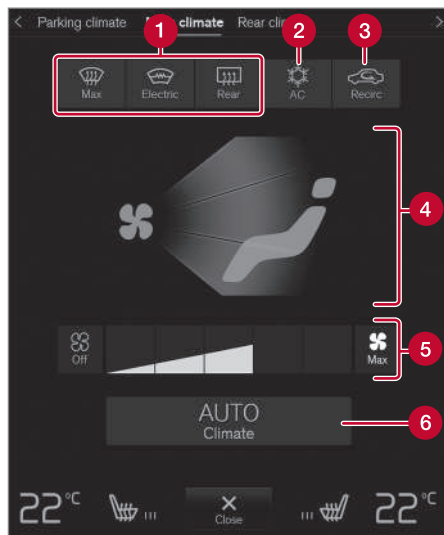 Parking climate climate Rear
1 2 3
Max Electric Rear AC Recirc
4
Off Max 5
AUTO 6
Climate
22°C 22°C
Close